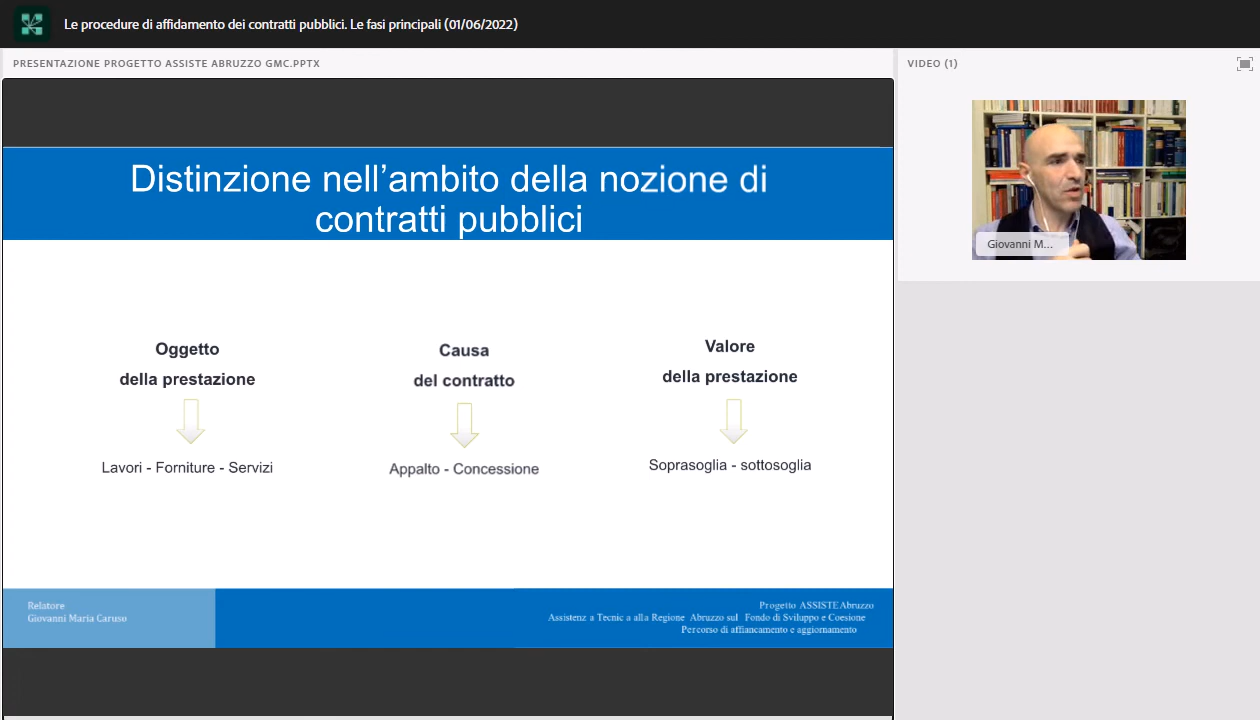 Le procedure di affidamento dei contratti pubblici. Le fasi principali (01/06/2022)
PRESENTAZIONE PROGETTO ASSISTE ABRUZZO GMC.PPTX
VIDEO (1)
Giovanni M...
Distinzione nell’ambito della nozione di
contratti pubblici
Oggetto
della prestazione
Lavori - Forniture - Servizi
Causa
del contratto
Appalto - Concessione
Valore
della prestazione
Soprasoglia - sottosoglia
Relatore
Giovanni Maria Caruso
Progetto ASSISTE Abruzzo
Assistenz a Tecnic a alla Regione Abruzzo sul Fondo di Sviluppo e Coesione
Percorso di affiancamento e aggiornamento